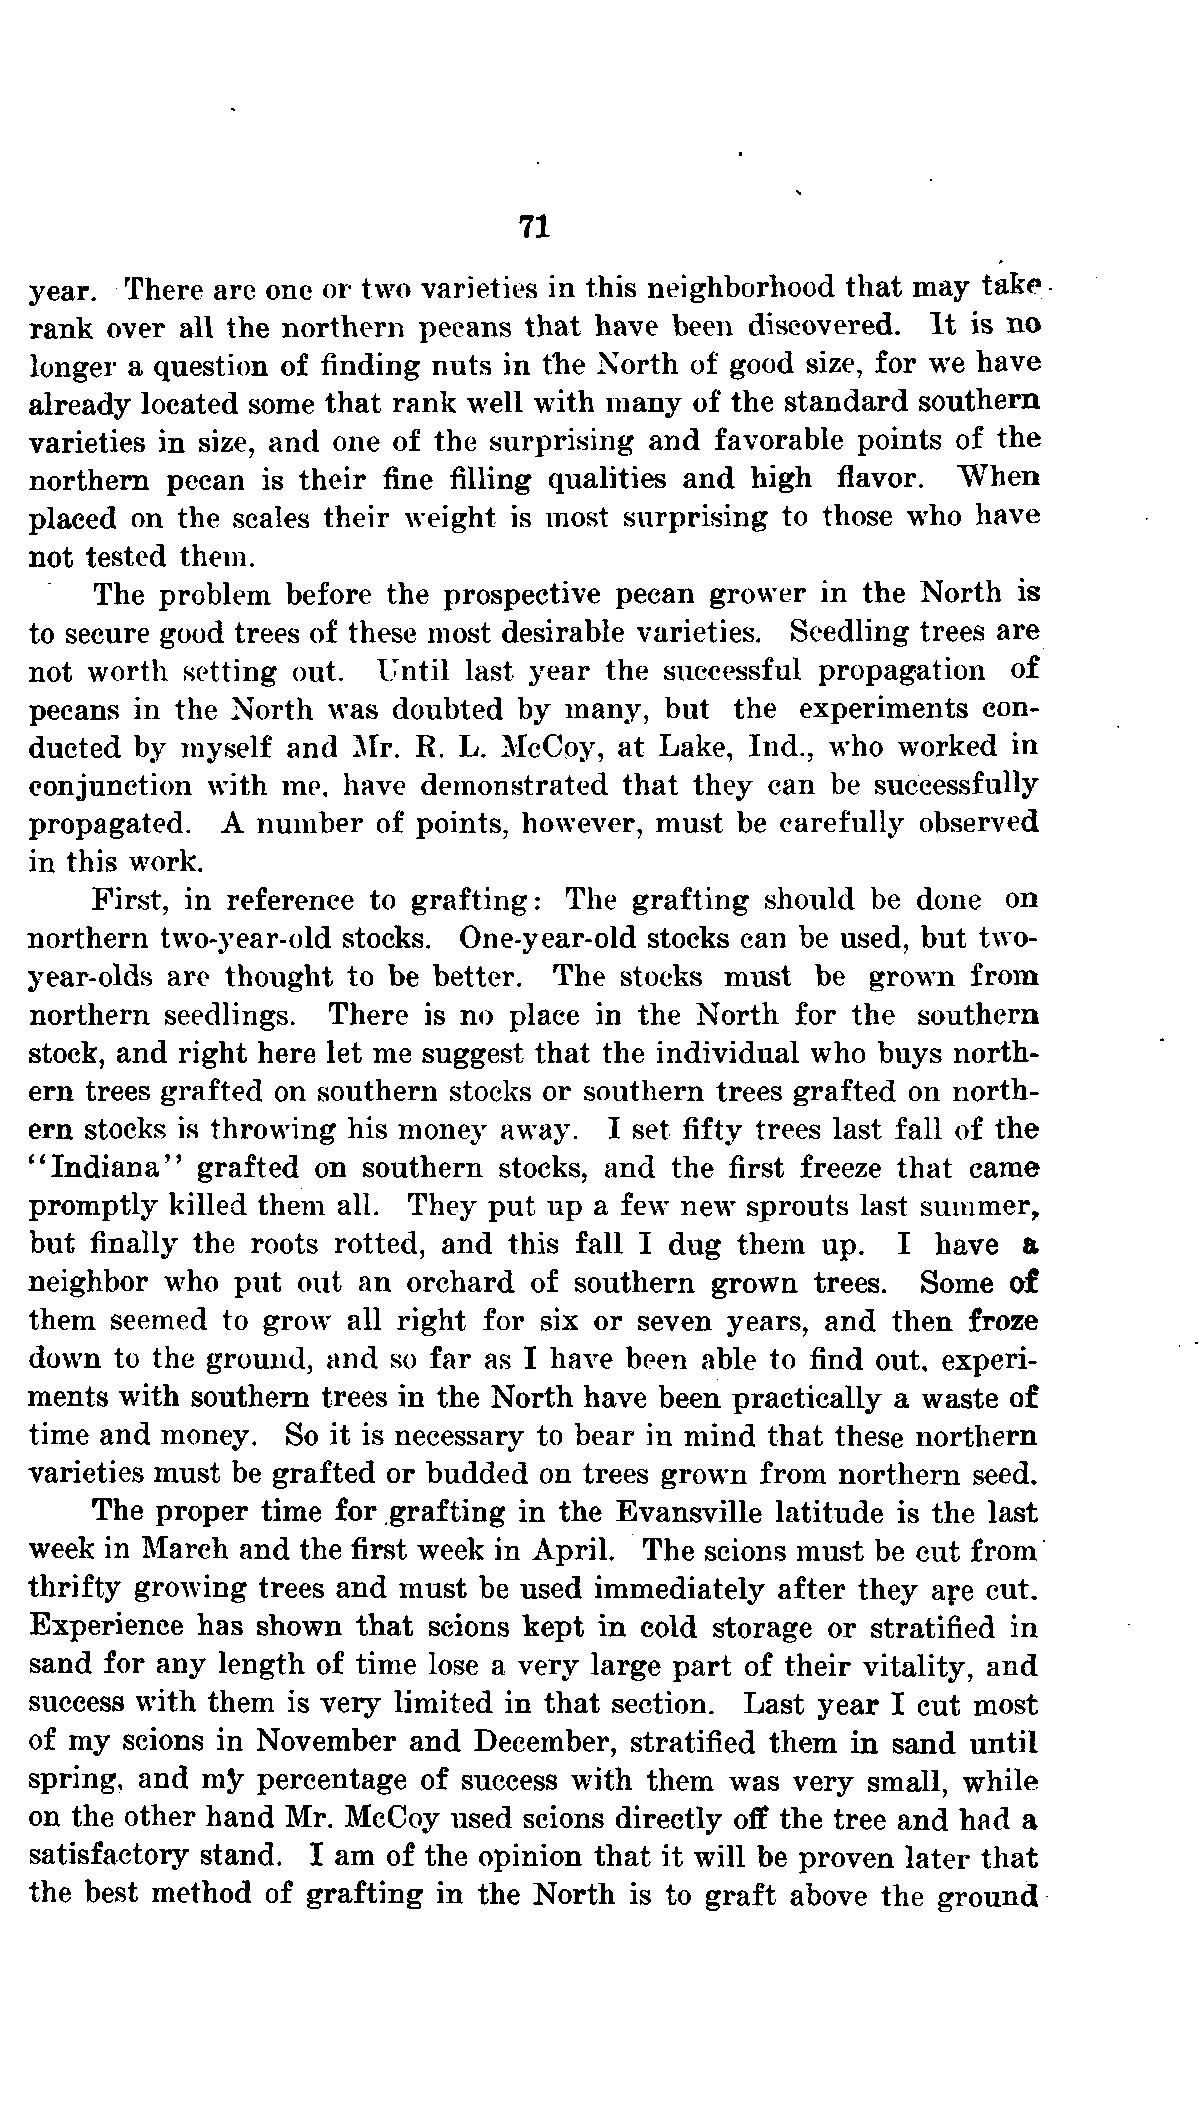 71
year. There are one or two varieties in this neighborhood that may take
rank over all the northern pecans that have been discovered. It is no
longer a question of finding nuts in the North of good size, for we have
already located some that rank well with many of the standard southern
varieties in size, and one of the surprising and favorable points of the
northern pecan is their fine filling qualities and high flavor. When
placed on the scales their weight is most surprising to those who have
not tested them.
The problem before the prospective pecan grower in the North is
to secure good trees of these most desirable varieties. Seedling trees are
not worth setting out. Until last year the successful propagation of
pecans in the North was doubted by many, but the experiments con-
ducted by myself and Mr. R. L. McCoy, at Lake, Ind., who worked in
conjunction with me, have demonstrated that they can be successfully
propagated. A number of points, however, must be carefully observed
in this work.
First, in reference to grafting: The grafting should be done on
northern two-year-old stocks. One-year-old stocks can be used, but two-
year-olds are thought to be better. The stocks must be grown from
northern seedlings. There is no place in the North for the southern
stock, and right here let me suggest that the individual who buys north-
ern trees grafted on southern stocks or southern trees grafted on north-
ern stocks is throwing his money away. I set fifty trees last fall of the
"Indiana" grafted on southern stocks, and the first freeze that came
promptly killed them all. They put up a few new sprouts last summer,
but finally the roots rotted, and this fall I dug them up. I have a
neighbor who put out an orchard of southern grown trees. Some of
them seemed to grow all right for six or seven years, and then froze
down to the ground, and so far as I have been able to find out, experi-
ments with southern trees in the North have been practically a waste of
time and money. So it is necessary to bear in mind that these northern
varieties must be grafted or budded on trees grown from northern seed.
The proper time for grafting in the Evansville latitude is the last
week in March and the first week in April. The scions must be cut from
thrifty growing trees and must be used immediately after they are cut.
Experience has shown that scions kept in cold storage or stratified in
sand for any length of time lose a very large part of their vitality, and
success with them is very limited in that section. Last year I cut most
of my scions in November and December, stratified them in sand until
spring, and my percentage of success with them was very small, while
on the other hand Mr. McCoy used scions directly off the tree and had a
satisfactory stand. I am of the opinion that it will be proven later that
the best method of grafting in the North is to graft above the ground